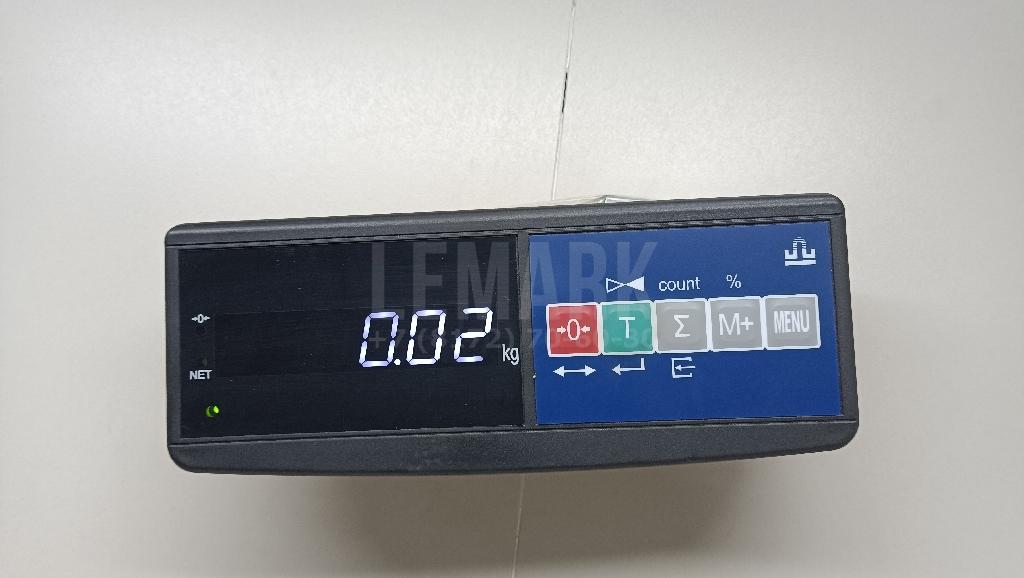 LEMARK
count %
→0←
T
Σ
M+
MENU
→0←
0.02 kg
NET